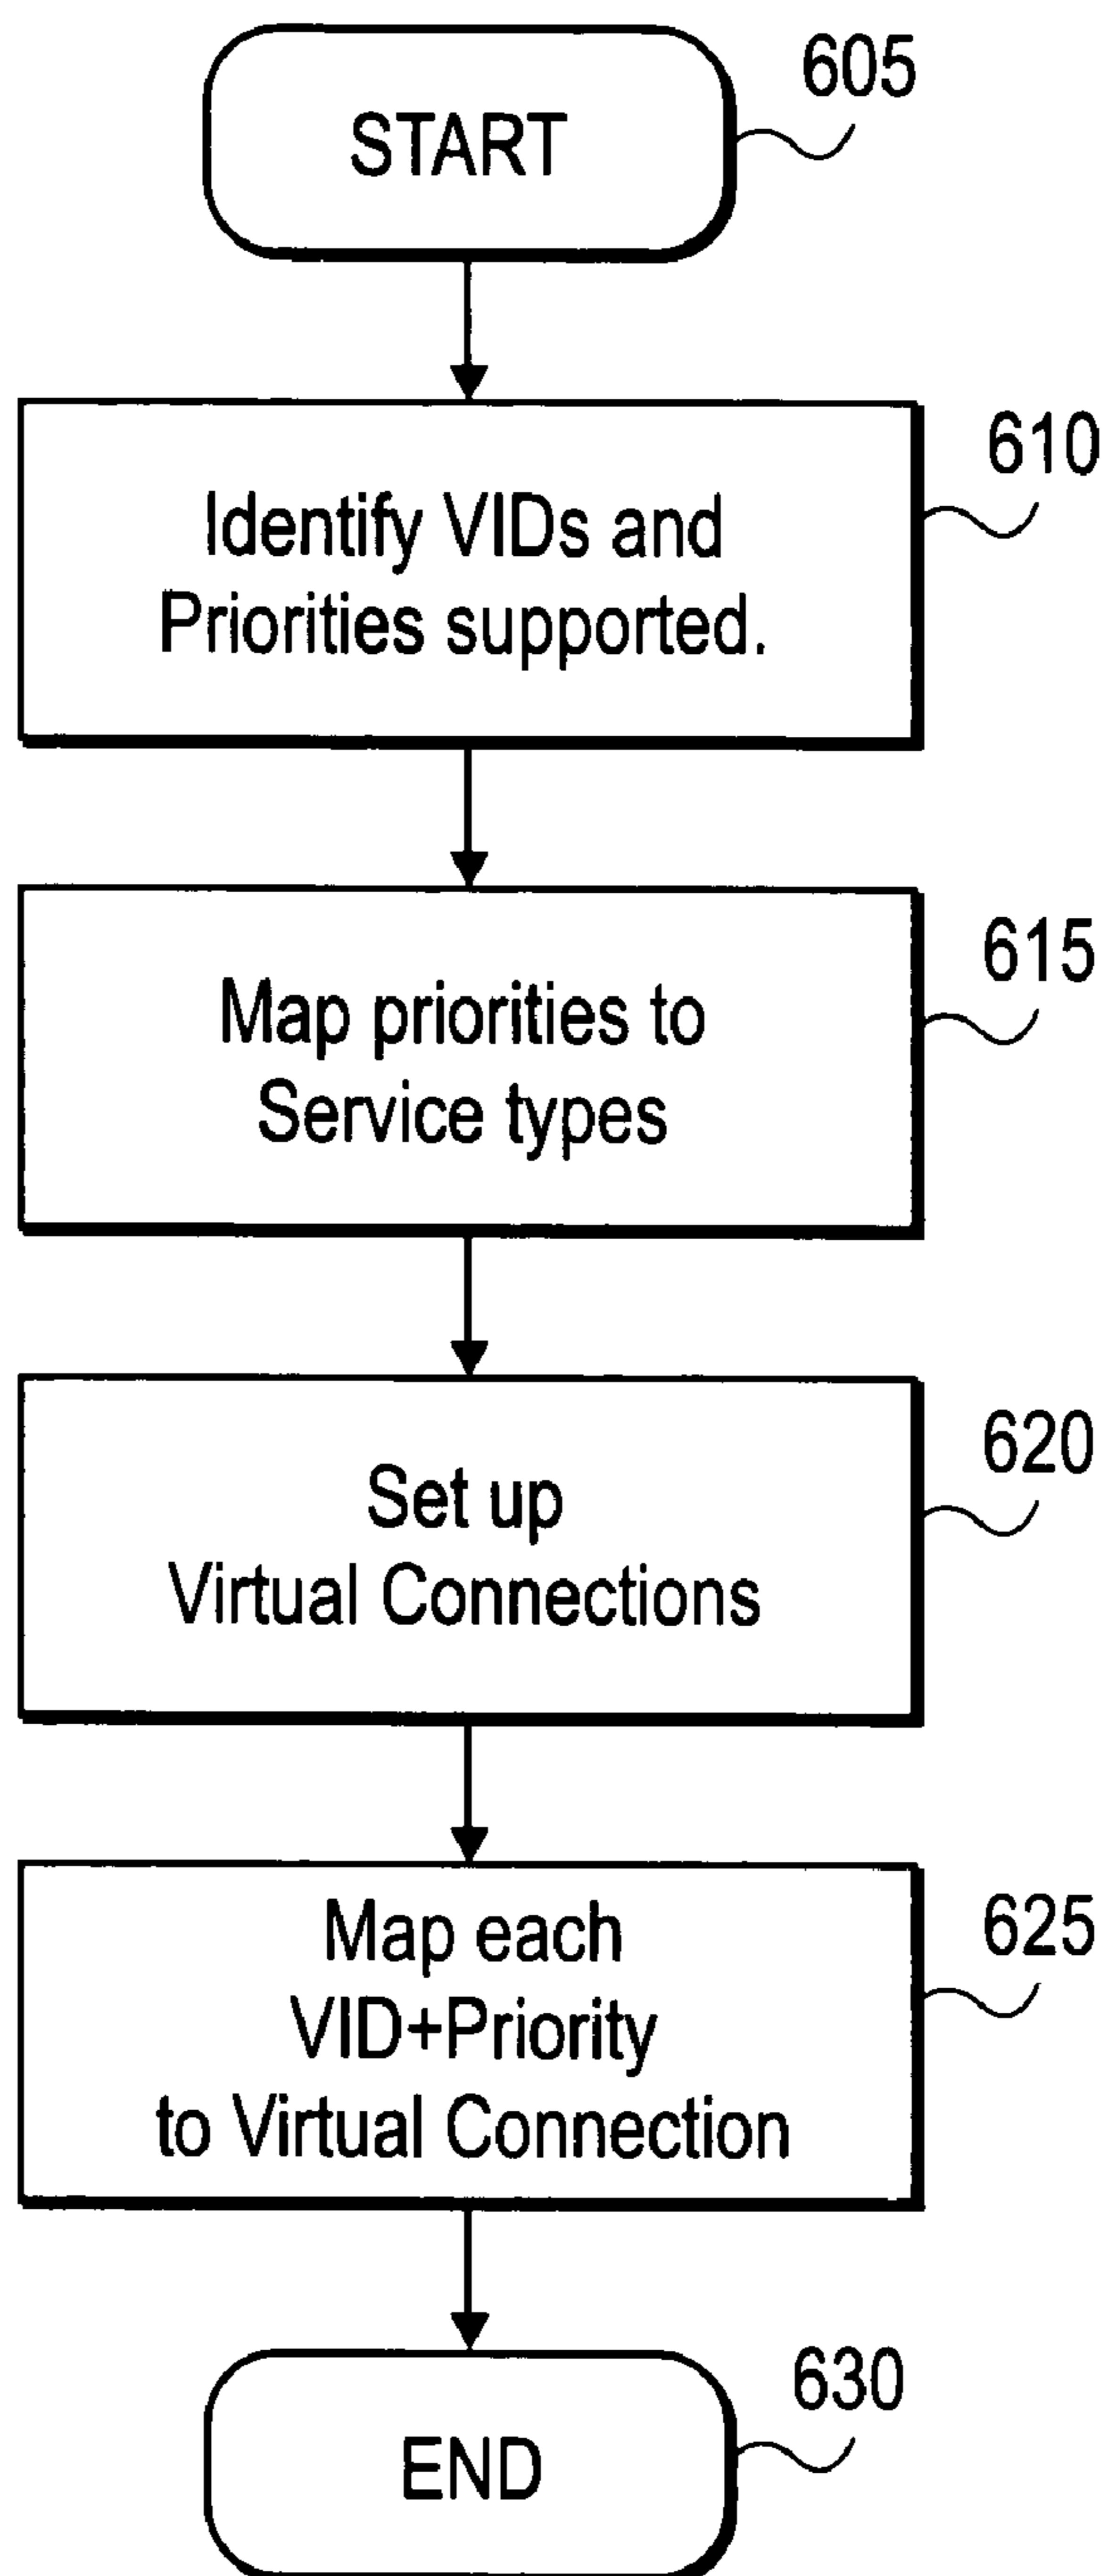 START
605
Identify VIDs and
Priorities supported.
610
Map priorities to
Service types
615
Set up
Virtual Connections
620
Map each
VID+Priority
to Virtual Connection
625
END
630